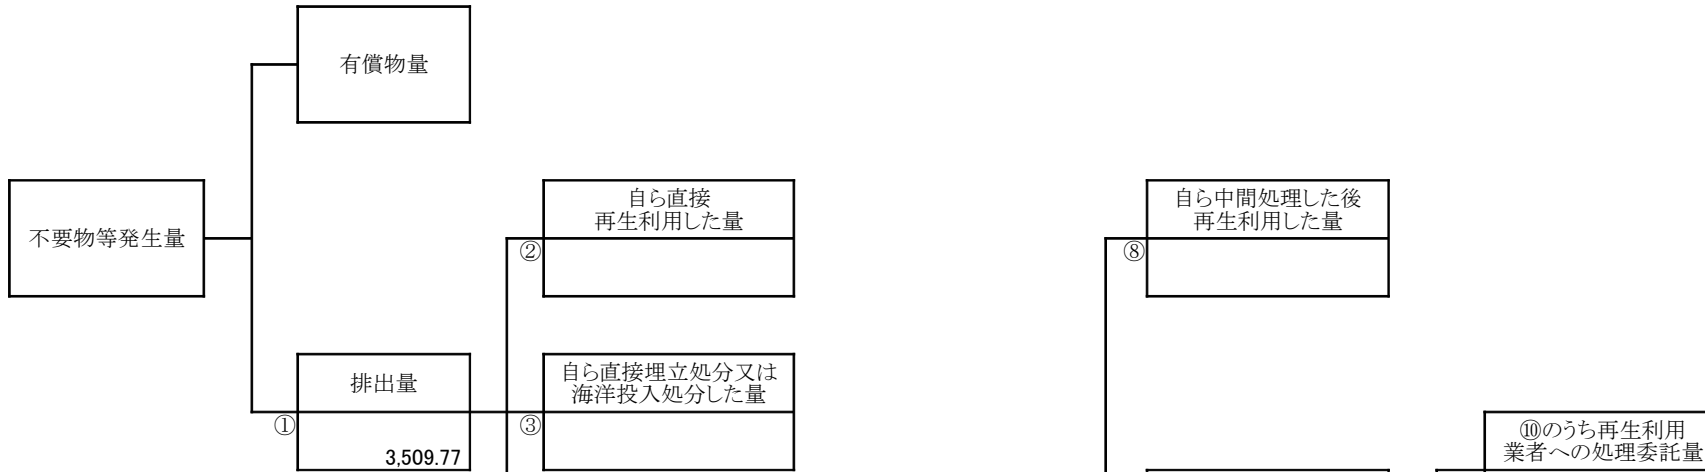 有償物量
不要物等発生量
自ら直接
再生利用した量
②
自ら中間処理した後
再生利用した量
⑧
排出量
①
3,509.77
自ら直接埋立処分又は
海洋投入処分した量
③
⑩のうち再生利用
業者への処理委託量